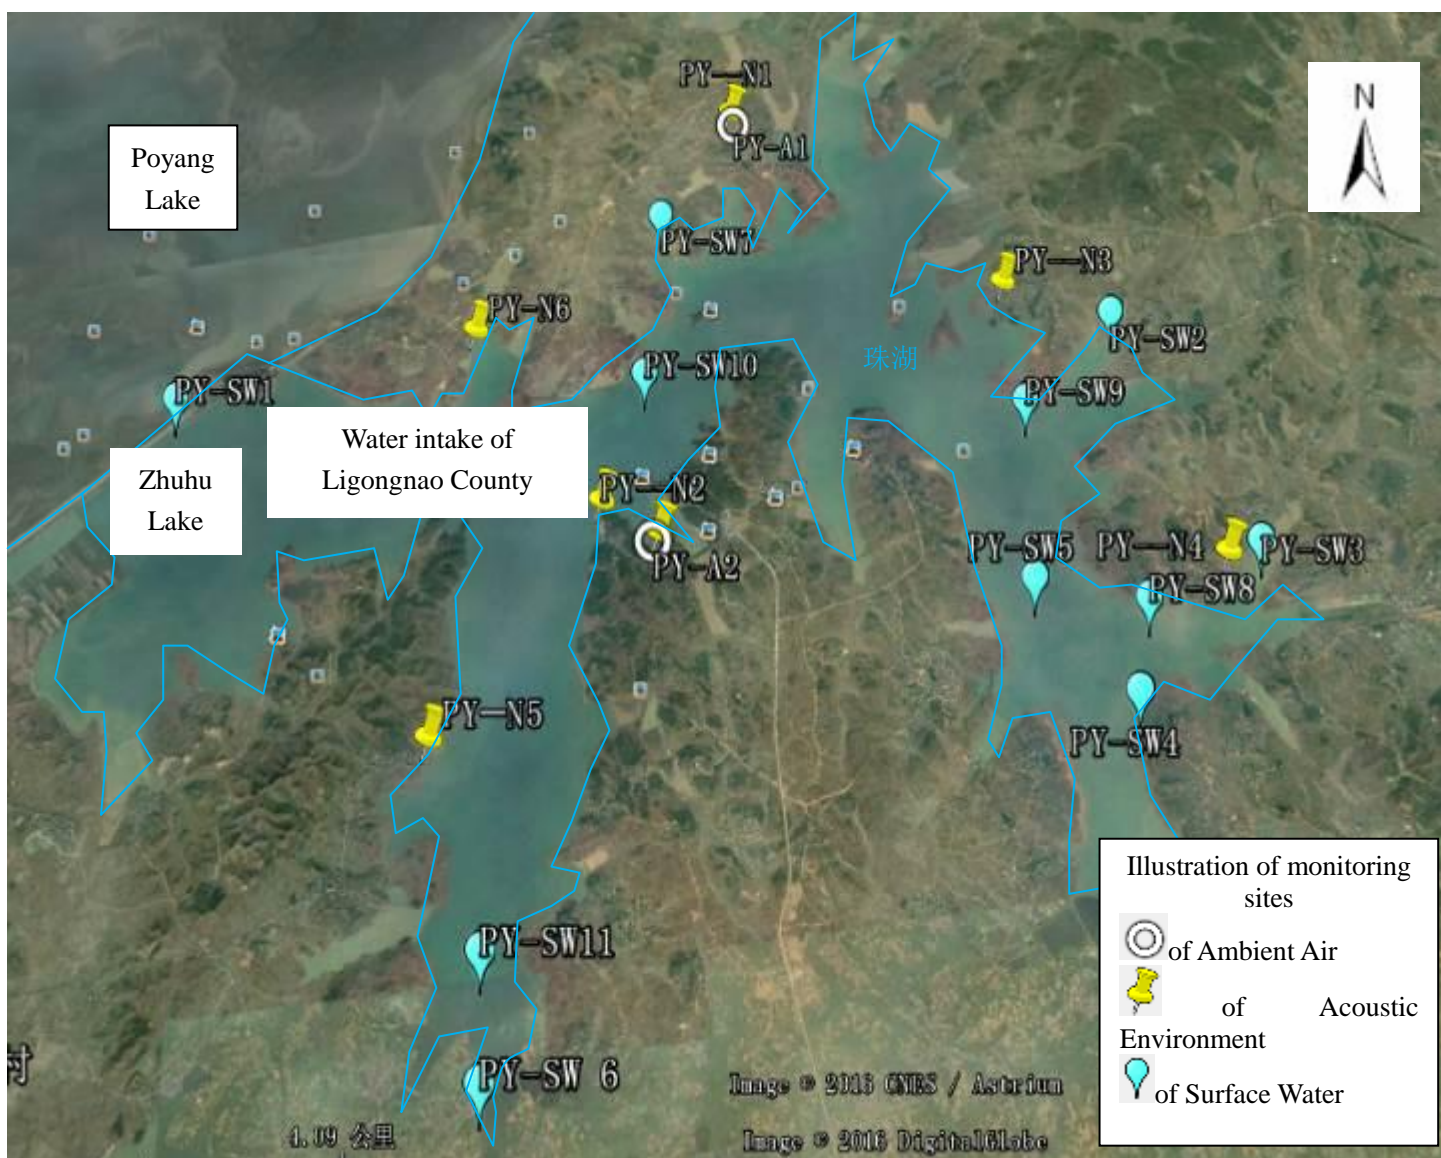 PY--N1
N
PY-A1
Poyang
Lake
PY-SW7
PY--N3
PY-N6
PY-SW2
珠湖
PY-SW10
PY-SW1
PY-SW9
Water intake of
Ligongnao County
Zhuhu
Lake
PY--N2
PY-SW5
PY--N4
PY-SW3
PY-A2
PY-SW8
PY--N5
PY-SW4
Illustration of monitoring
sites
of Ambient Air
of Acoustic
Environment
of Surface Water
PY-SW11
PY-SW 6
村
Image © 2016 CNES / Astrium
4.09 公里
Image © 2016 DigitalGlobe